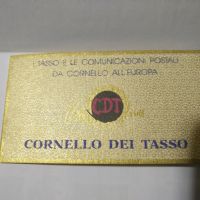 I TASSO E LE COMUNICAZIONI POSTALI
DA CORNELLO ALL'EUROPA
CDT
CORNELLO DEI TASSO